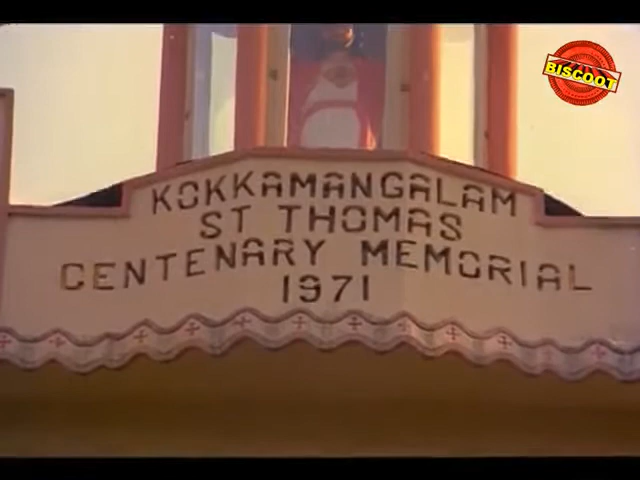 BISCOOT
KOKKAMANGALAM
ST THOMAS
CENTENARY MEMORIAL
1971